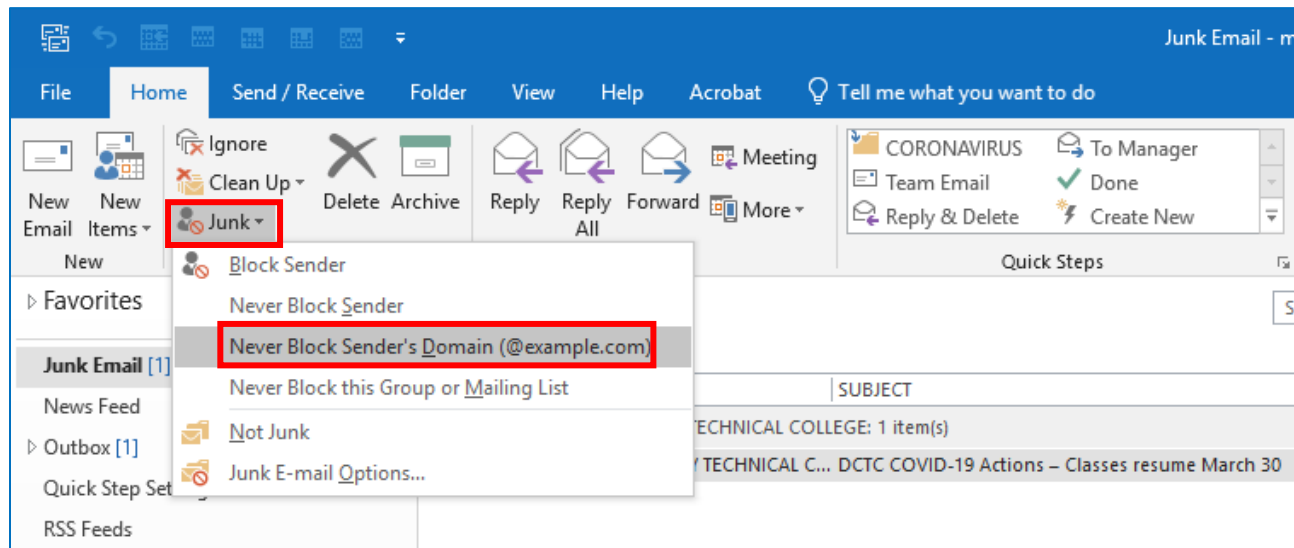 Junk Email - m
File Home Send / Receive Folder View Help Acrobat Tell me what you want to do
Ignore
Clean Up
Junk
New Email
New Items
New
Delete
Archive
Reply
Reply All
Forward
Meeting
More
CORONAVIRUS
Team Email
Reply & Delete
To Manager
Done
Create New
Quick Steps
Block Sender
Never Block Sender
Never Block Sender's Domain (@example.com)
Never Block this Group or Mailing List
Not Junk
Junk E-mail Options...
Favorites
Junk Email [1]
News Feed
Outbox [1]
Quick Step Set
RSS Feeds
S
SUBJECT
TECHNICAL COLLEGE: 1 item(s)
TECHNICAL C... DCTC COVID-19 Actions – Classes resume March 30